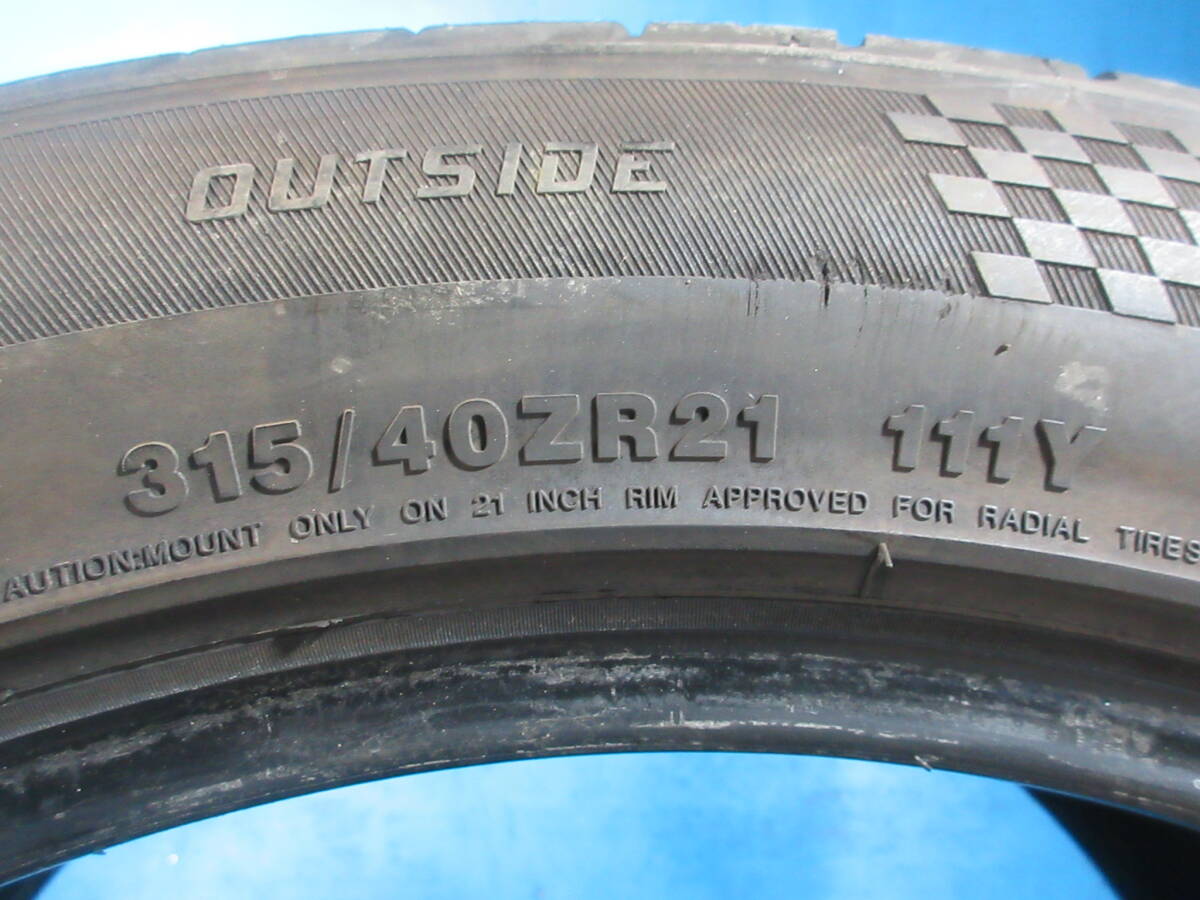 OUTSIDE
315/40ZR21 111Y
AUTION:MOUNT ONLY ON 21 INCH RIM APPROVED FOR RADIAL TIRES